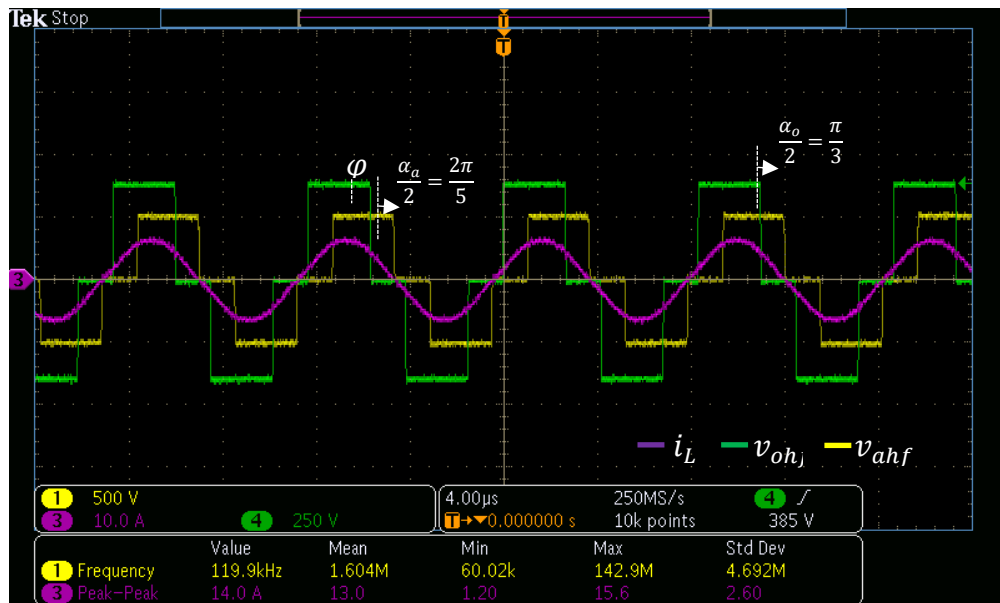 Tek Stop
T
T
φ
α_a/2 = 2π/5
α_o/2 = π/3
3
i_L v_ohf v_ahf
1 500 V
3 10.0 A 4 250 V
4.00μs 250MS/s 4 /
T→▼0.000000 s 10k points 385 V
Value Mean Min Max Std Dev
1 Frequency 119.9kHz 1.604M 60.02k 142.9M 4.692M
3 Peak–Peak 14.0 A 13.0 1.20 15.6 2.60